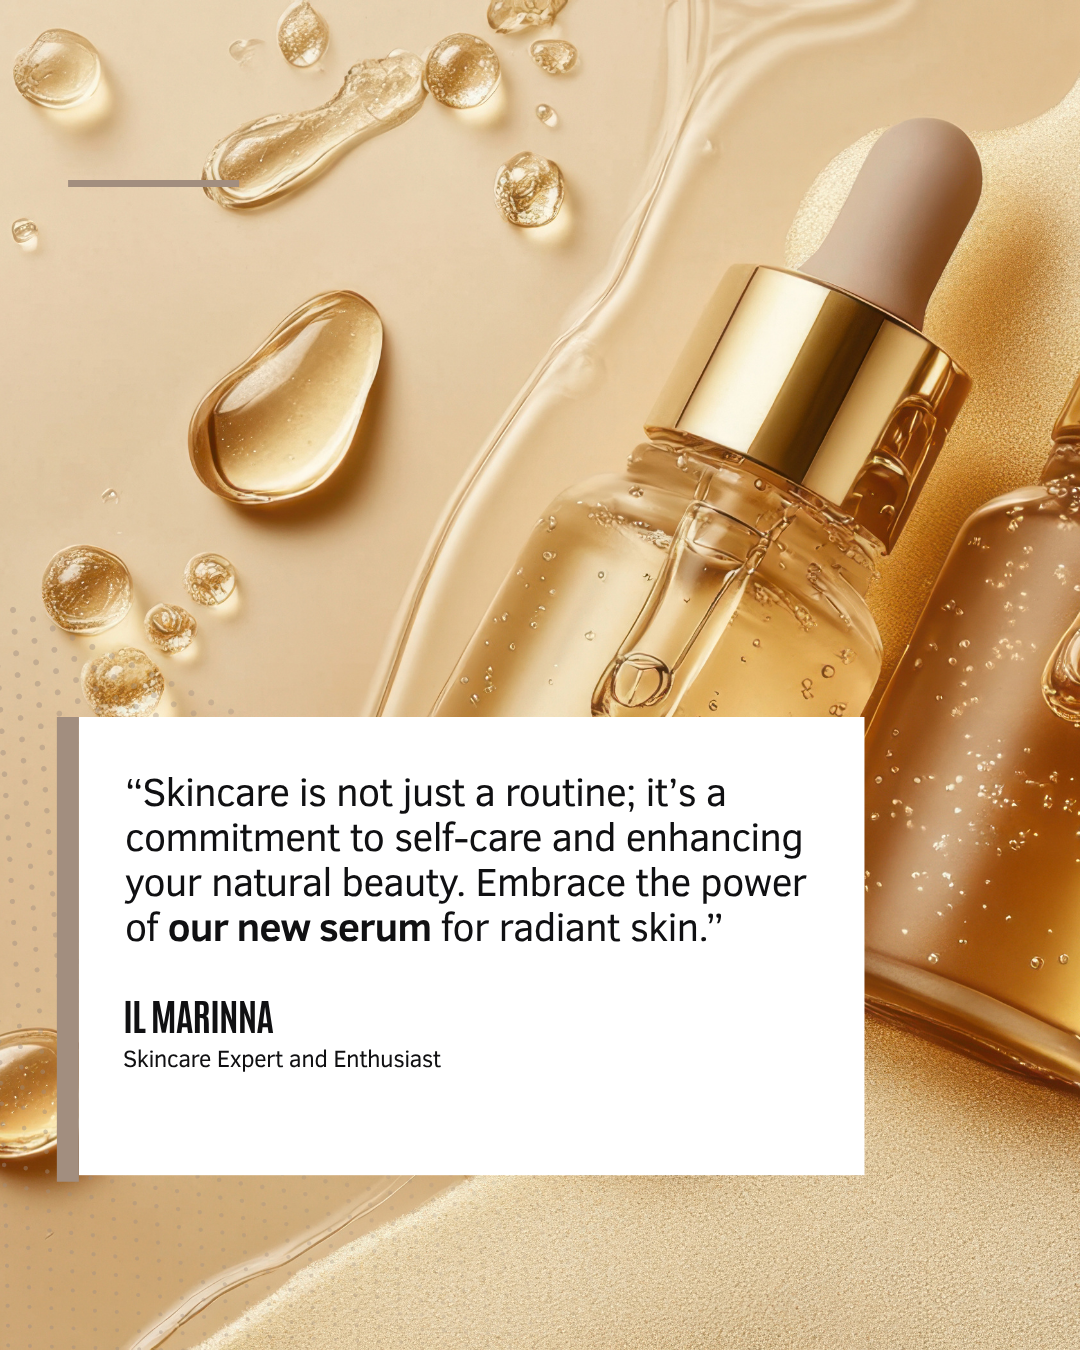 “Skincare is not just a routine; it’s a
commitment to self-care and enhancing
your natural beauty. Embrace the power
of our new serum for radiant skin.”
IL MARINNA
Skincare Expert and Enthusiast